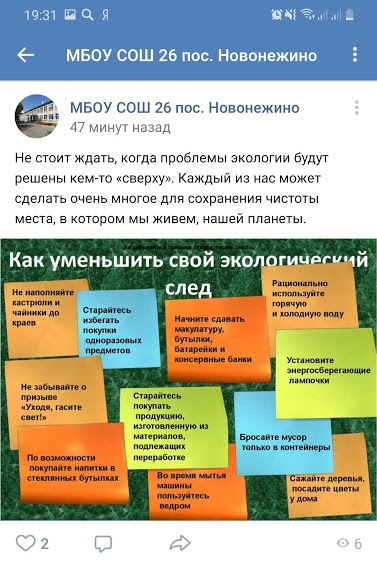 19:31
Я
МБОУ СОШ 26 пос. Новонежино
МБОУ СОШ 26 пос. Новонежино
47 минут назад
Не стоит ждать, когда проблемы экологии будут
решены кем-то «сверху». Каждый из нас может
сделать очень многое для сохранения чистоты
места, в котором мы живем, нашей планеты.
Как уменьшить свой экологический
след
Не наполняйте
кастрюли и
чайники до
краев
Старайтесь
избегать
покупки
одноразовых
предметов
Начните сдавать
макулатуру,
бутылки,
батарейки и
консервные банки
Рационально
используйте
горячую
и холодную воду
Установите
энергосберегающие
лампочки
Не забывайте о
призыве
«Уходя, гасите
свет!»
Старайтесь
покупать
продукцию,
изготовленную из
материалов,
подлежащих
переработке
Бросайте мусор
только в контейнеры
По возможности
покупайте напитки в
стеклянных бутылках
Во время мытья
машины
пользуйтесь
ведром
Сажайте деревья,
посадите цветы
у дома
2
6